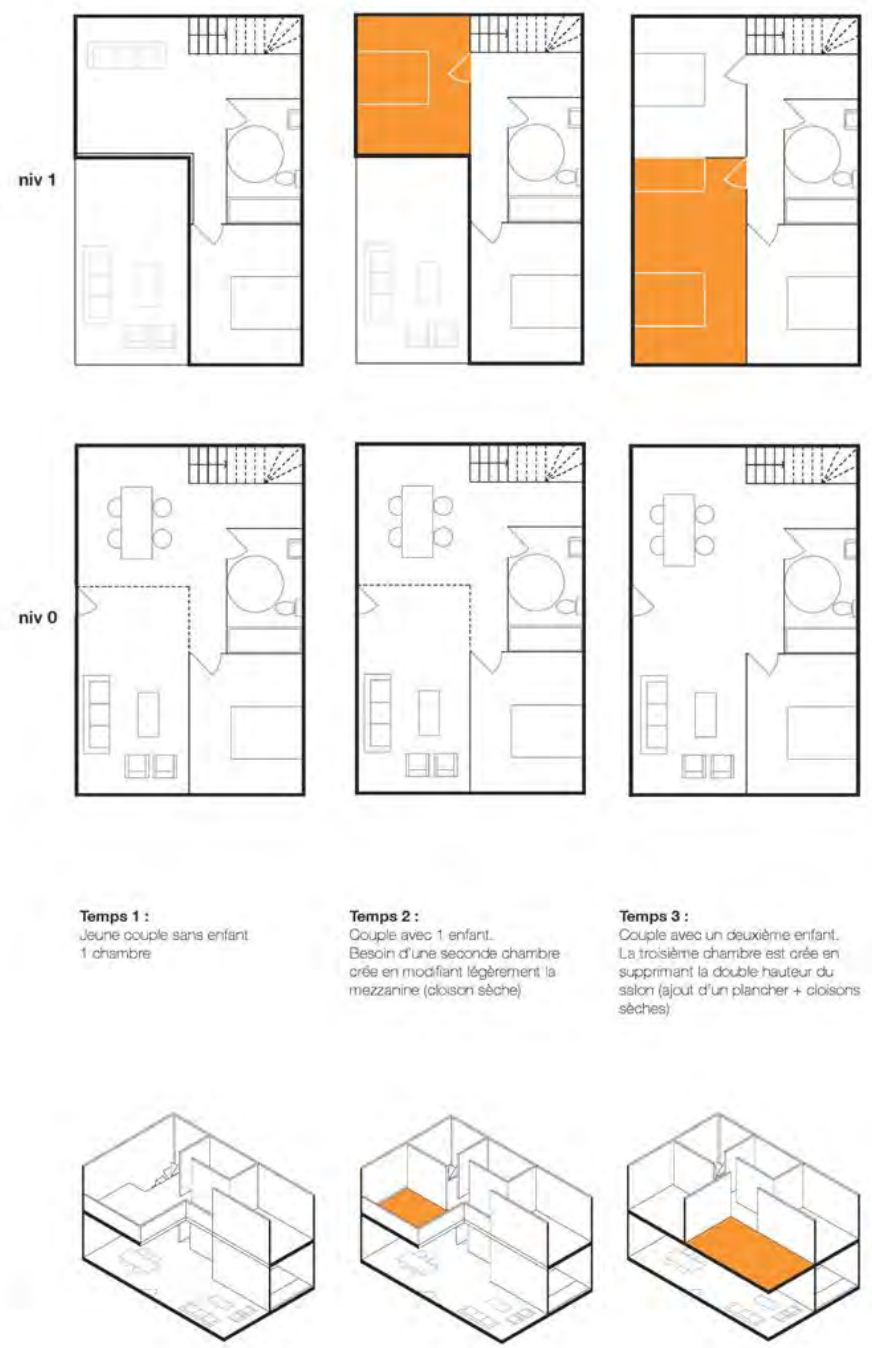 niv 1
niv 0
Temps 1 :
Jeune couple sans enfant
1 chambre
Temps 2 :
Couple avec 1 enfant.
Besoin d'une seconde chambre
crée en modifiant légèrement la
mezzanine (cloison sèche)
Temps 3 :
Couple avec un deuxième enfant.
La troisième chambre est crée en
supprimant la double hauteur du
salon (ajout d'un plancher + cloisons
sèches)